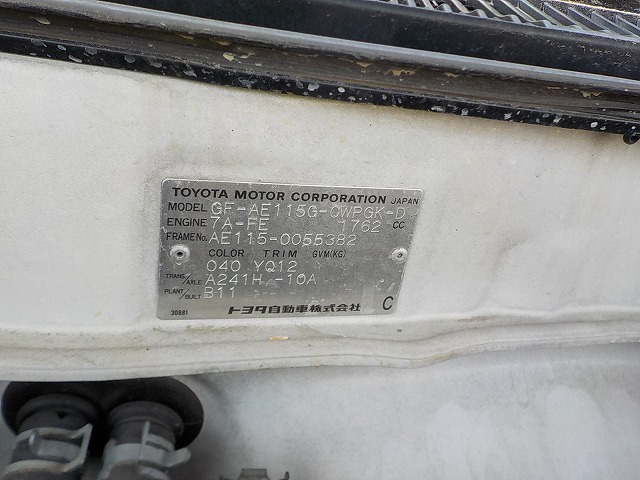 TOYOTA MOTOR CORPORATION JAPAN
MODEL GF-AE115G-CWPGK-D
ENGINE 7A-FE 1762 CC
FRAME No. AE115-0055382
COLOR TRIM GVM(KG)
040 YQ12
TRANS/AXLE A241H -10A
PLANT/BUILT B11
30881 トヨタ自動車株式会社 C